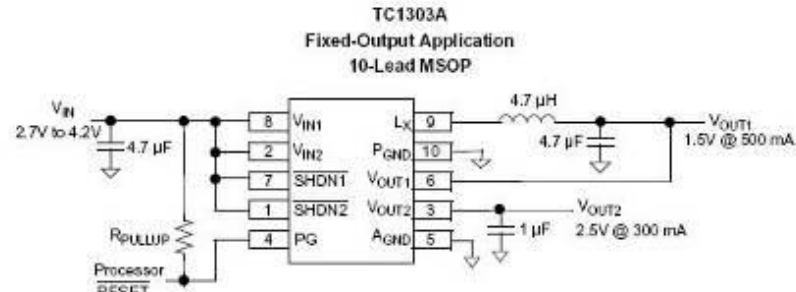 TC1303A
Fixed-Output Application
10-Lead MSOP
VIN
2.7V to 4.2V
4.7 µF
RPULLUP
Processor
RESET
8 VIN1
2 VIN2
7 SHDN1
1 SHDN2
4 PG
LX 9
PGND 10
VOUT1 6
VOUT2 3
AGND 5
4.7 µH
4.7 µF
VOUT1
1.5V @ 500 mA
1 µF
VOUT2
2.5V @ 300 mA